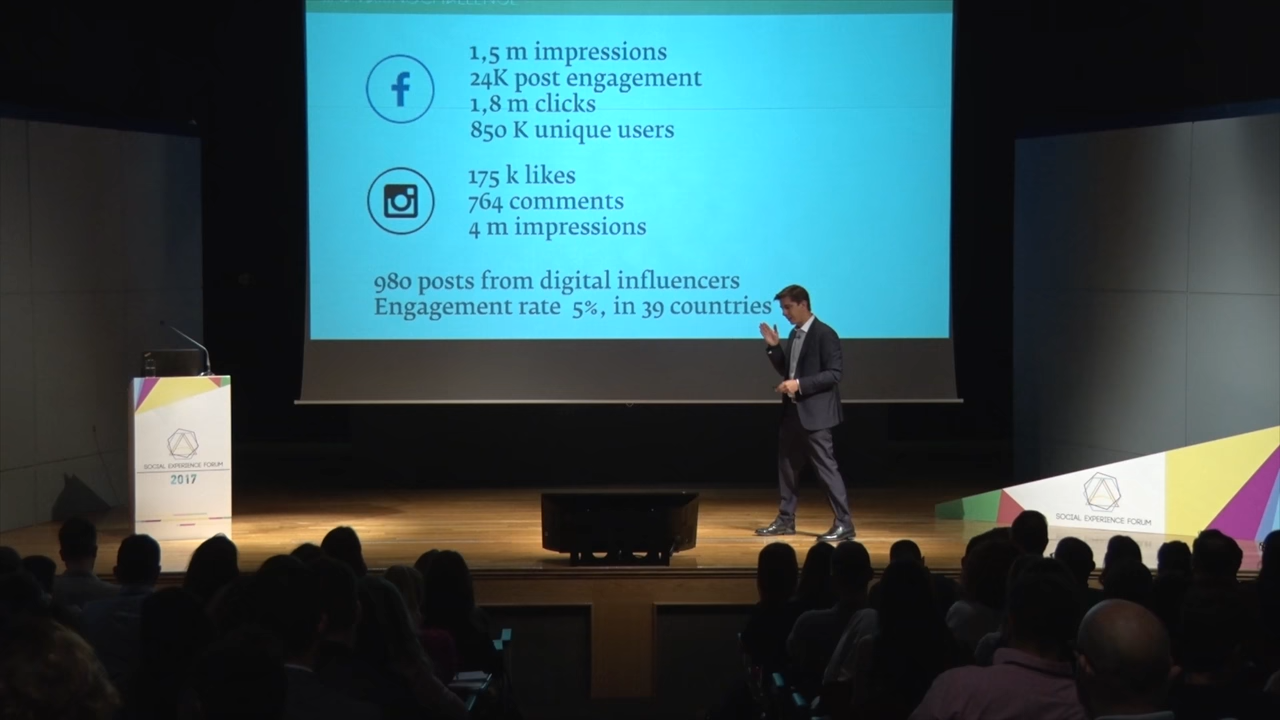 1,5 m impressions
24K post engagement
1,8 m clicks
850 K unique users
175 k likes
764 comments
4 m impressions
980 posts from digital influencers
Engagement rate 5%, in 39 countries
SOCIAL EXPERIENCE FORUM
2017
SOCIAL EXPERIENCE FORUM